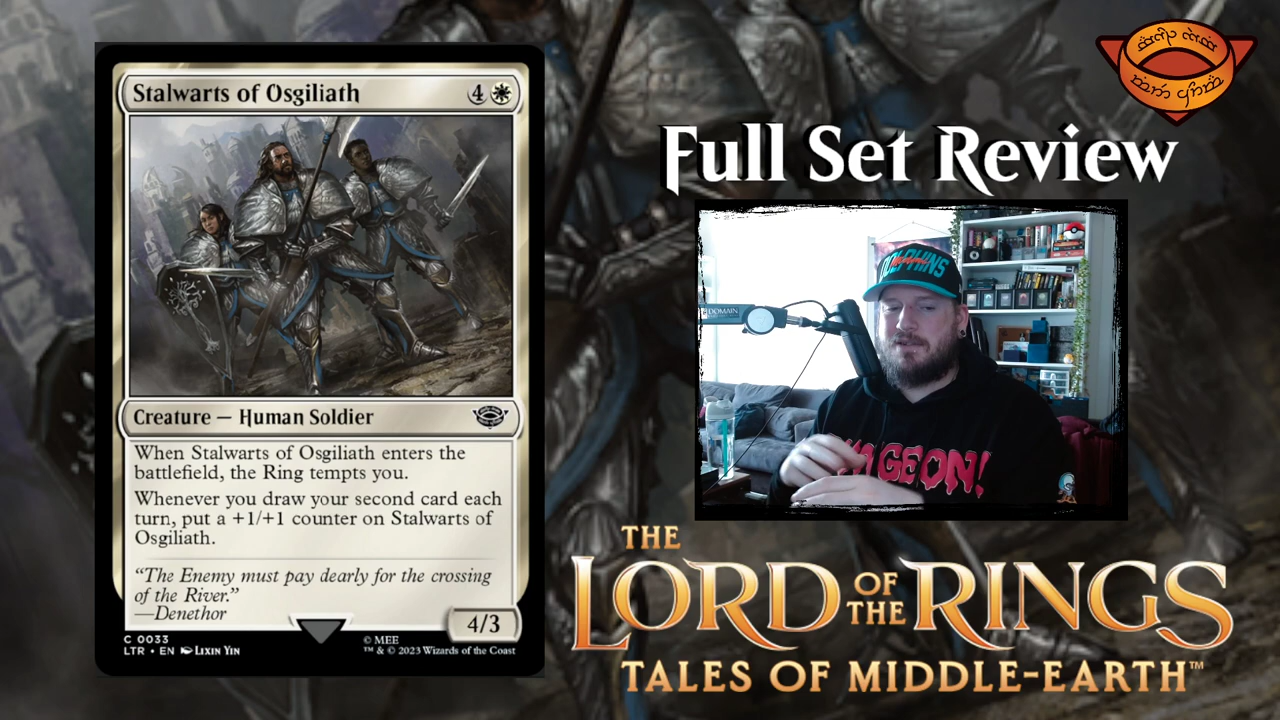 Stalwarts of Osgiliath 4
Creature — Human Soldier
When Stalwarts of Osgiliath enters the
battlefield, the Ring tempts you.
Whenever you draw your second card each
turn, put a +1/+1 counter on Stalwarts of
Osgiliath.
“The Enemy must pay dearly for the crossing
of the River.”
—Denethor
4/3
C 0033
LTR • EN LIXIN YIN
© MEE
™ & © 2023 Wizards of the Coast
Full Set Review
DOMAIN
DOLPHINS
THE
LORD OF THE RINGS
TALES OF MIDDLE-EARTH™